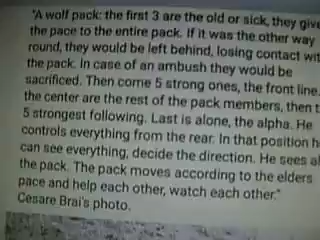 "A wolf pack: the first 3 are the old or sick, they give
the pace to the entire pack. If it was the other way
round, they would be left behind, losing contact wit
the pack. In case of an ambush they would be
sacrificed. Then come 5 strong ones, the front line.
the center are the rest of the pack members, then t
5 strongest following. Last is alone, the alpha. He
controls everything from the rear. In that position h
can see everything, decide the direction. He sees al
the pack. The pack moves according to the elders
pace and help each other, watch each other."
Cesare Brai's photo.